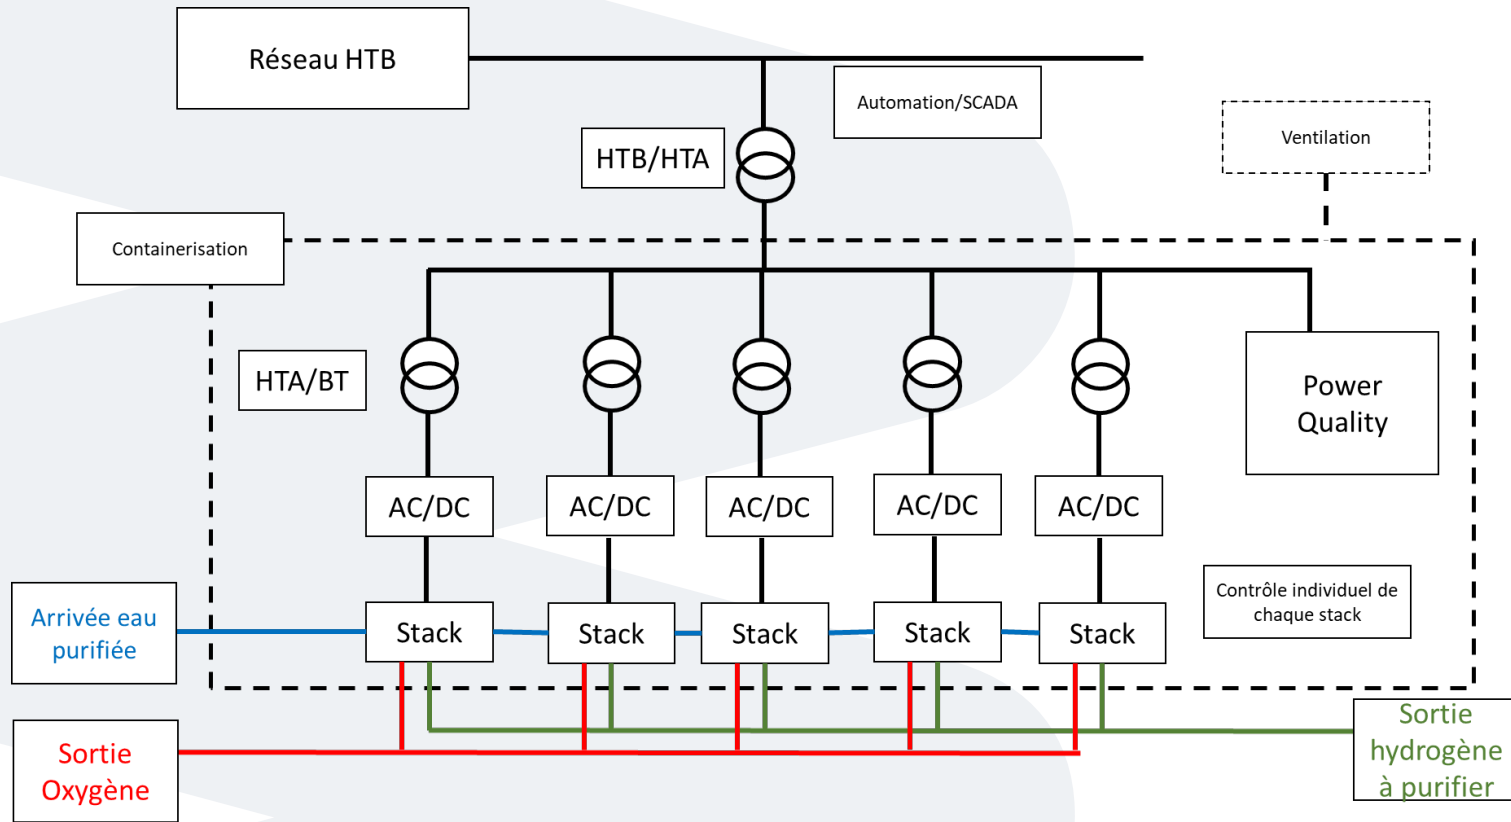 Réseau HTB
Automation/SCADA
Ventilation
HTB/HTA
Containerisation
HTA/BT
Power
Quality
AC/DC
AC/DC
AC/DC
AC/DC
AC/DC
Contrôle individuel de
chaque stack
Arrivée eau
purifiée
Stack
Stack
Stack
Stack
Stack
Sortie
Oxygène
Sortie
hydrogène
à purifier